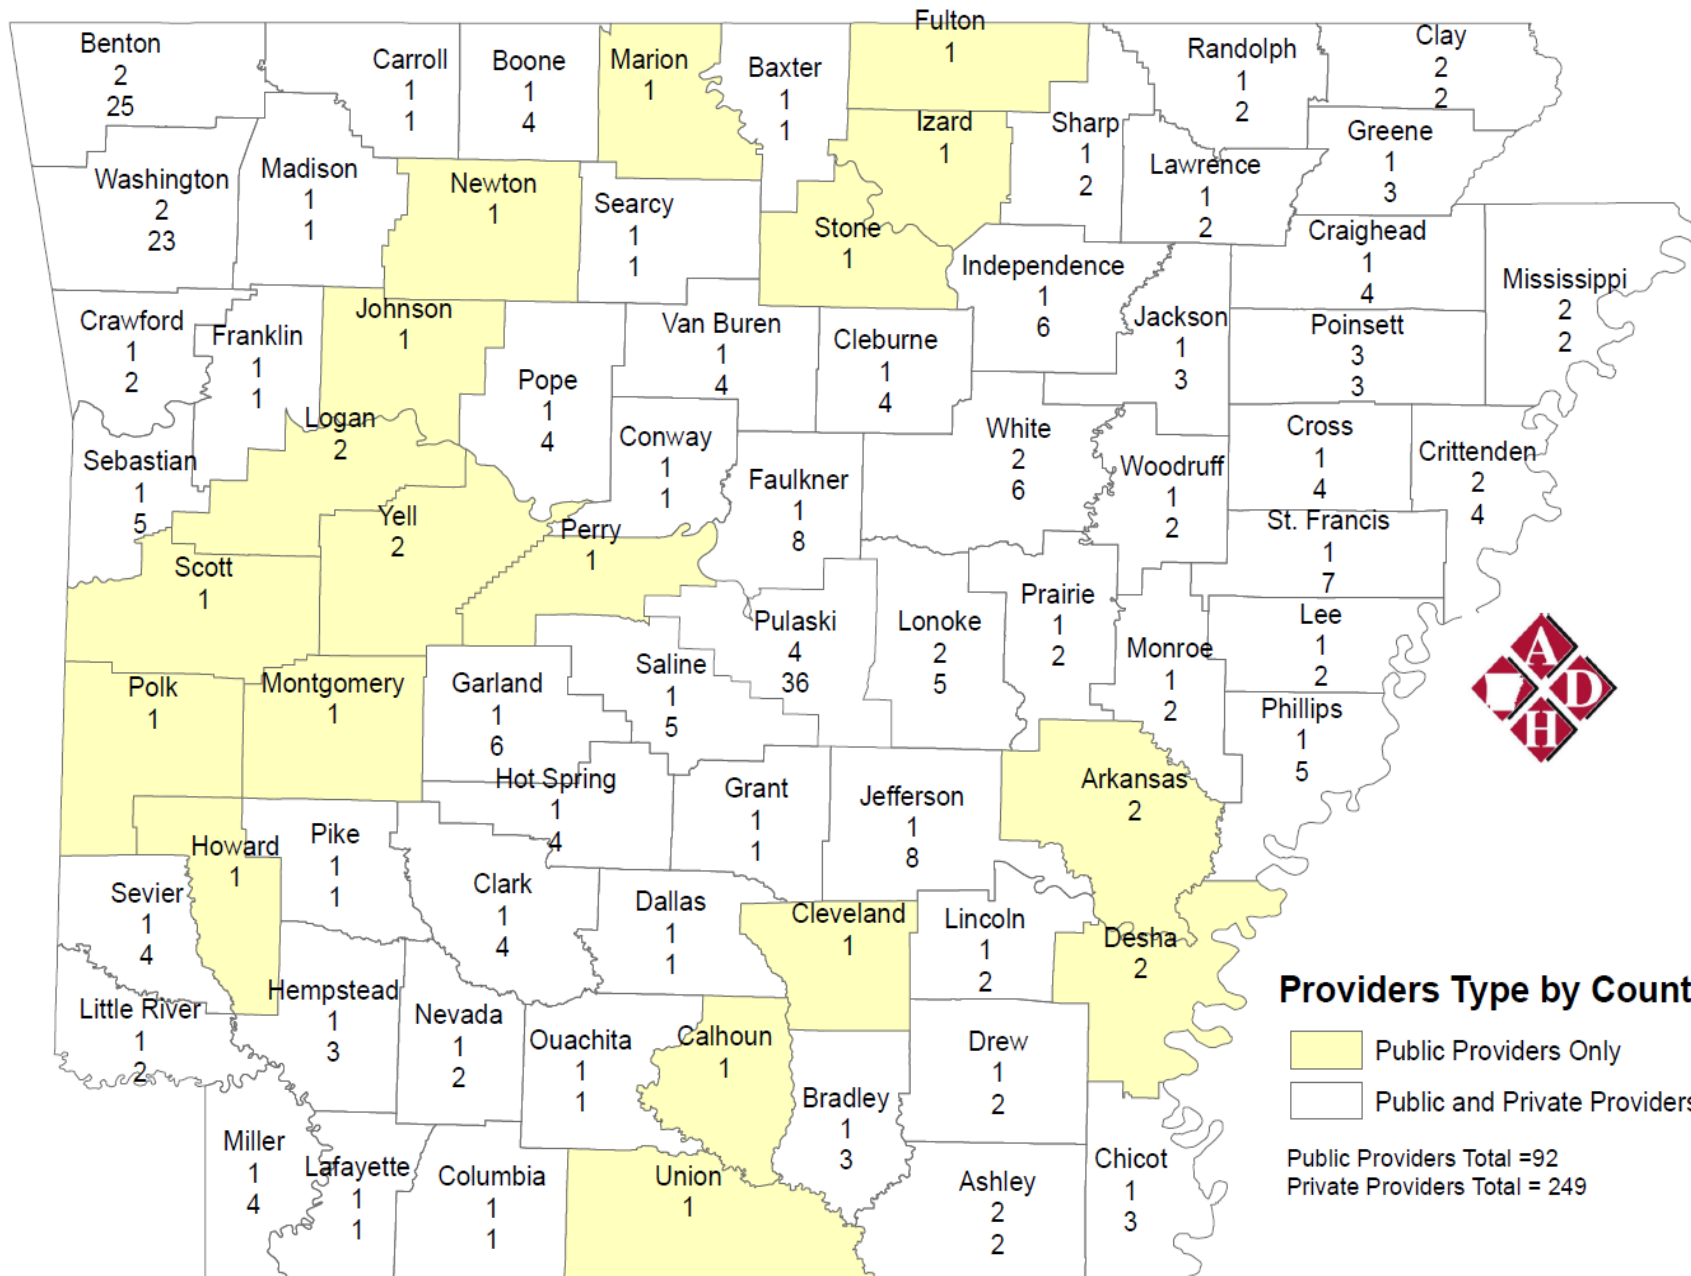 Benton
2
25
Carroll
1
1
Boone
1
4
Marion
1
Baxter
1
1
Fulton
1
Randolph
1
2
Clay
2
2
Washington
2
23
Madison
1
1
Newton
1
Searcy
1
1
Stone
1
Izard
1
Sharp
1
2
Lawrence
1
2
Greene
1
3
Craighead
1
4
Mississippi
2
2
Crawford
1
2
Franklin
1
1
Johnson
1
Pope
1
4
Van Buren
1
4
Cleburne
1
4
Independence
1
6
Jackson
1
3
Poinsett
3
3
Sebastian
1
5
Logan
2
Yell
2
Conway
1
1
Faulkner
1
8
White
2
6
Woodruff
1
2
Cross
1
4
Crittenden
2
4
Scott
1
Perry
1
Pulaski
4
36
Lonoke
2
5
Prairie
1
2
Monroe
1
2
St. Francis
1
7
Lee
1
2
Phillips
1
5
Polk
1
Montgomery
1
Garland
1
6
Saline
1
5
Hot Spring
1
4
Grant
1
1
Jefferson
1
8
Arkansas
2
Howard
1
Pike
1
1
Sevier
1
4
Clark
1
4
Dallas
1
1
Cleveland
1
Lincoln
1
2
Desha
2
Little River
1
2
Hempstead
1
3
Nevada
1
2
Ouachita
1
1
Calhoun
1
Bradley
1
3
Drew
1
2
Miller
1
4
Lafayette
1
1
Columbia
1
1
Union
1
Ashley
2
2
Chicot
1
3
A
D
H
Providers Type by Count
Public Providers Only
Public and Private Providers
Public Providers Total =92
Private Providers Total = 249